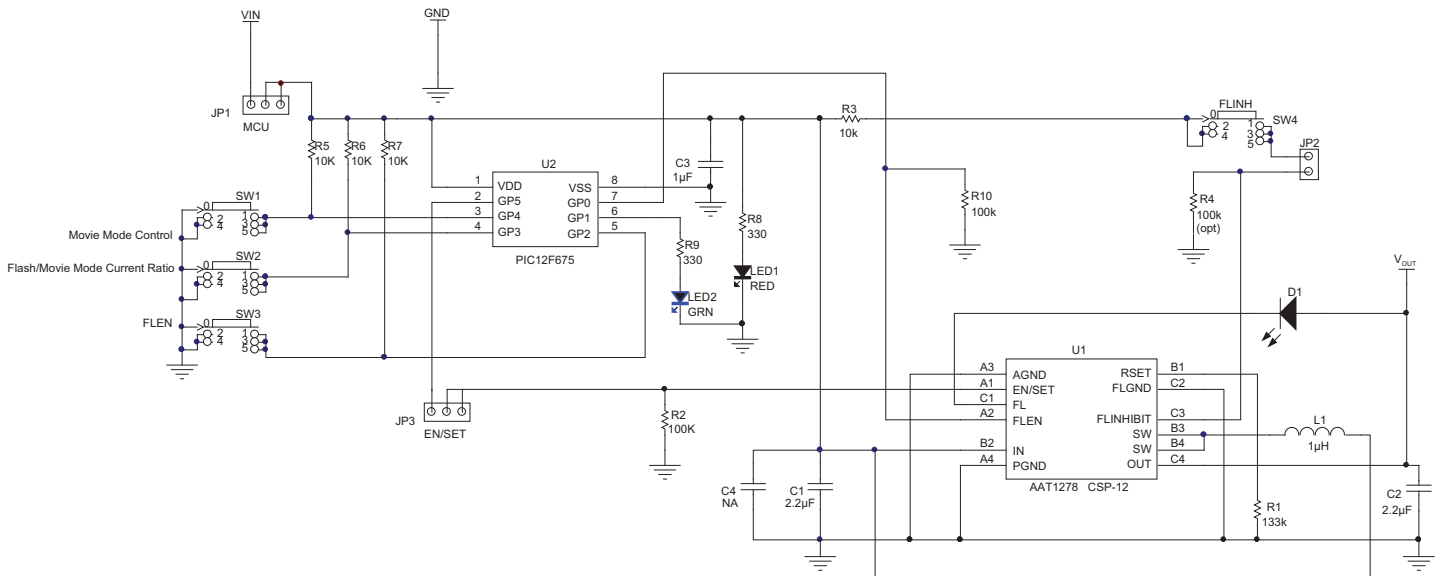 VIN
GND
JP1
MCU
R5
10K
R6
10K
R7
10K
R3
10k
FLINH
0
2
4
1
3
5
SW4
JP2
U2
1
2
3
4
VDD
GP5
GP4
GP3
VSS
GP0
GP1
GP2
8
7
6
5
PIC12F675
C3
1µF
R8
330
R9
330
LED1
RED
LED2
GRN
R10
100k
R4
100k
(opt)
SW1
0
2
4
1
3
5
Movie Mode Control
SW2
0
2
4
1
3
5
Flash/Movie Mode Current Ratio
SW3
0
2
4
1
3
5
FLEN
VOUT
D1
JP3
EN/SET
R2
100K
U1
A3
A1
C1
A2
B2
A4
AGND
EN/SET
FL
FLEN
IN
PGND
RSET
FLGND
FLINHIBIT
SW
SW
OUT
B1
C2
C3
B3
B4
C4
AAT1278 CSP-12
L1
1µH
C4
NA
C1
2.2µF
R1
133k
C2
2.2µF